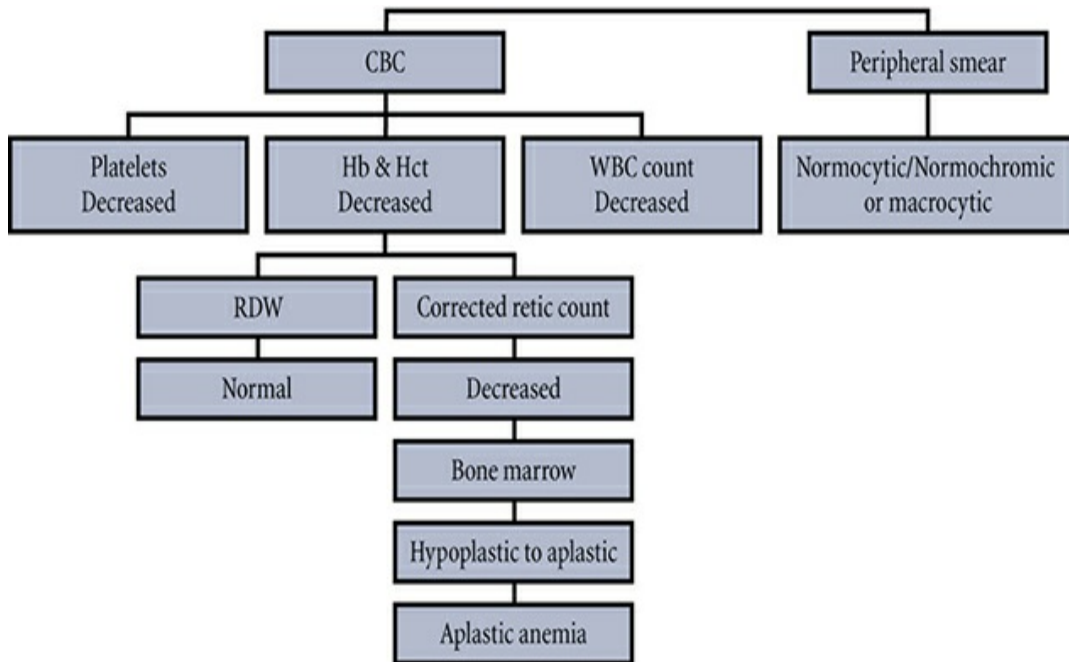 CBC
Peripheral smear
Platelets
Decreased
Hb & Hct
Decreased
WBC count
Decreased
Normocytic/Normochromic
or macrocytic
RDW
Corrected retic count
Normal
Decreased
Bone marrow
Hypoplastic to aplastic
Aplastic anemia